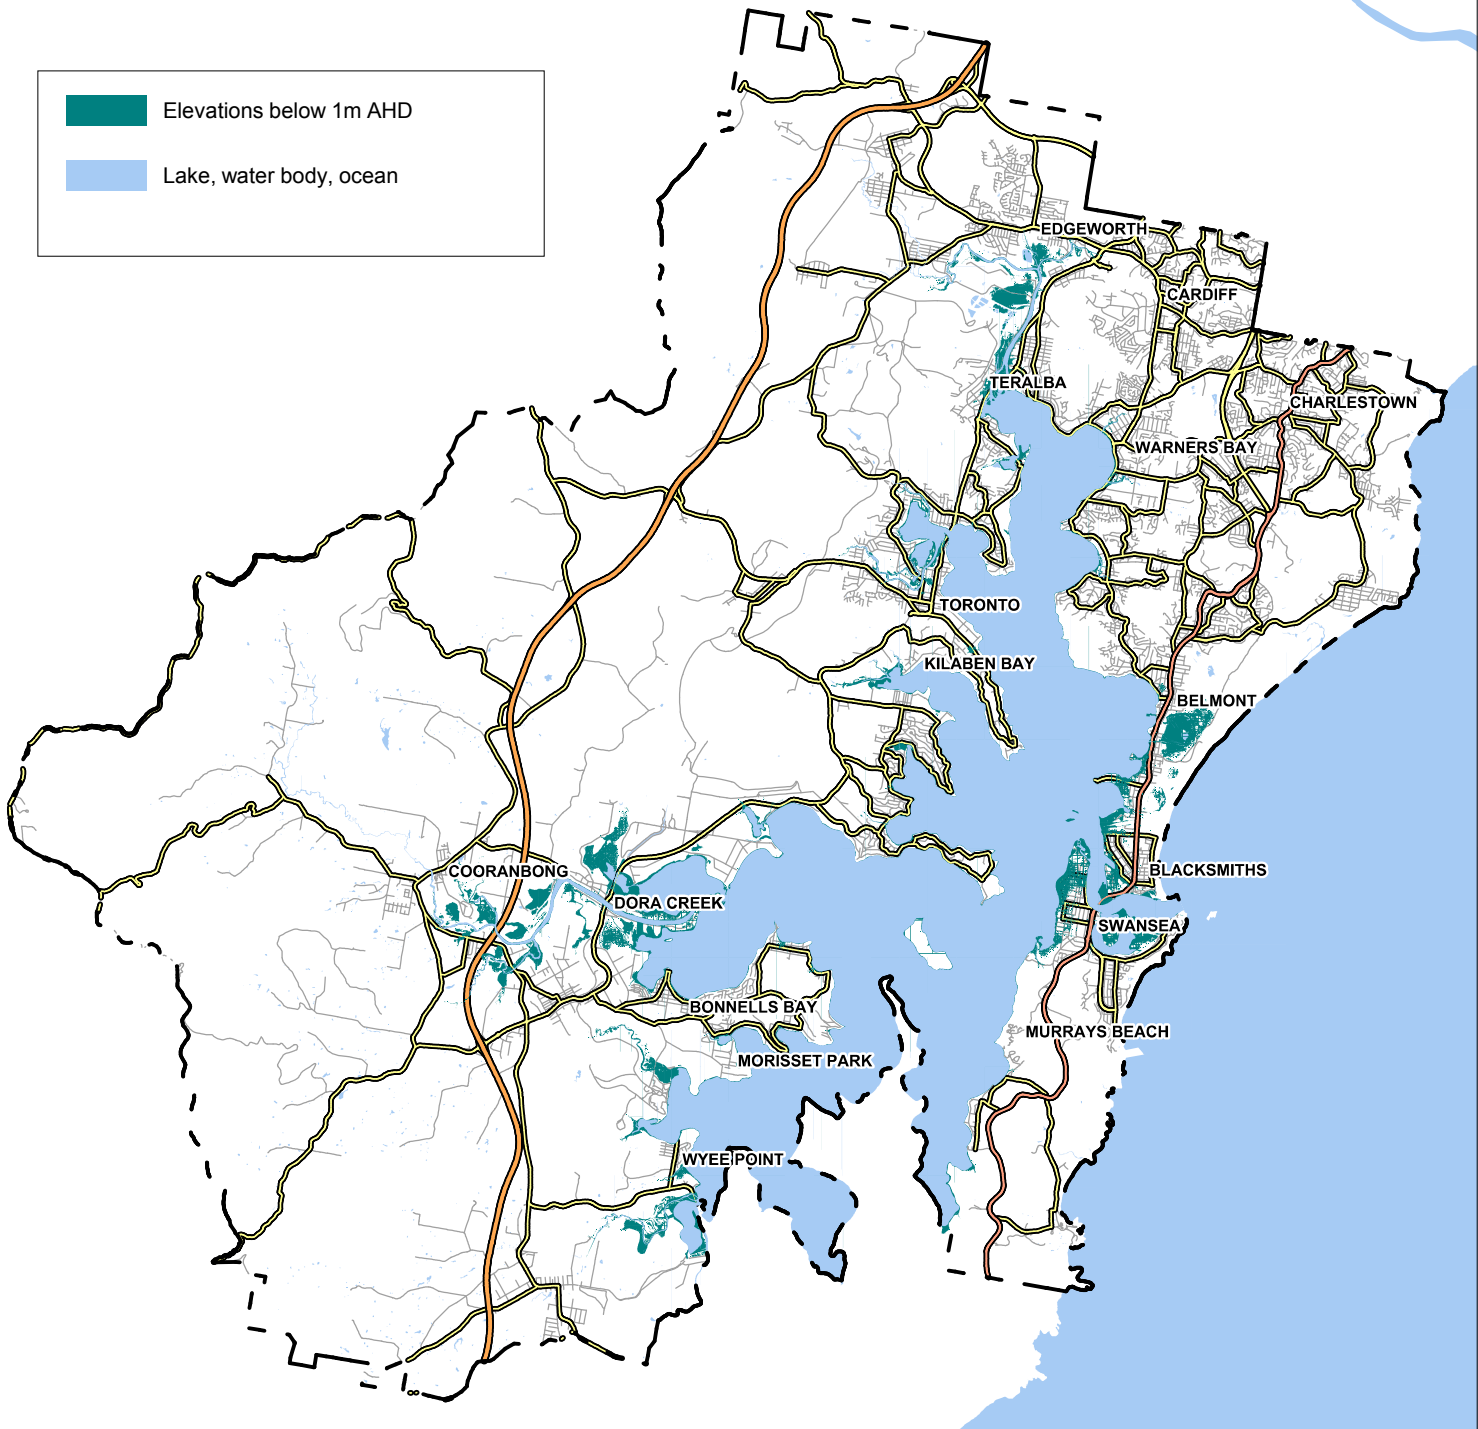 Elevations below 1m AHD
Lake, water body, ocean
EDGEWORTH
CARDIFF
TERALBA
CHARLESTOWN
WARNERS BAY
TORONTO
KILABEN BAY
BELMONT
COORANBONG
BLACKSMITHS
DORA CREEK
SWANSEA
BONNELLS BAY
MURRAYS BEACH
MORISSET PARK
WYEE POINT